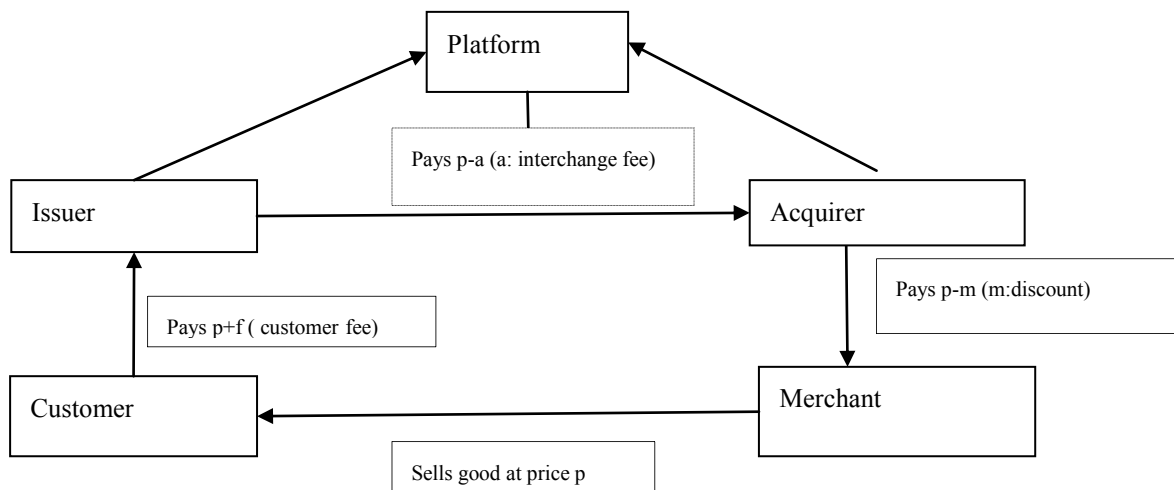 Platform
Pays p-a (a: interchange fee)
Issuer
Acquirer
Pays p-m (m:discount)
Pays p+f ( customer fee)
Customer
Merchant
Sells good at price p